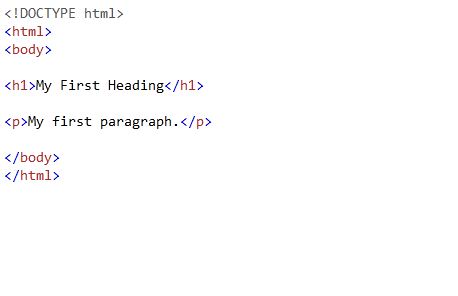 <!DOCTYPE html>
<html>
<body>
<h1>My First Heading</h1>
<p>My first paragraph.</p>
</body>
</html>